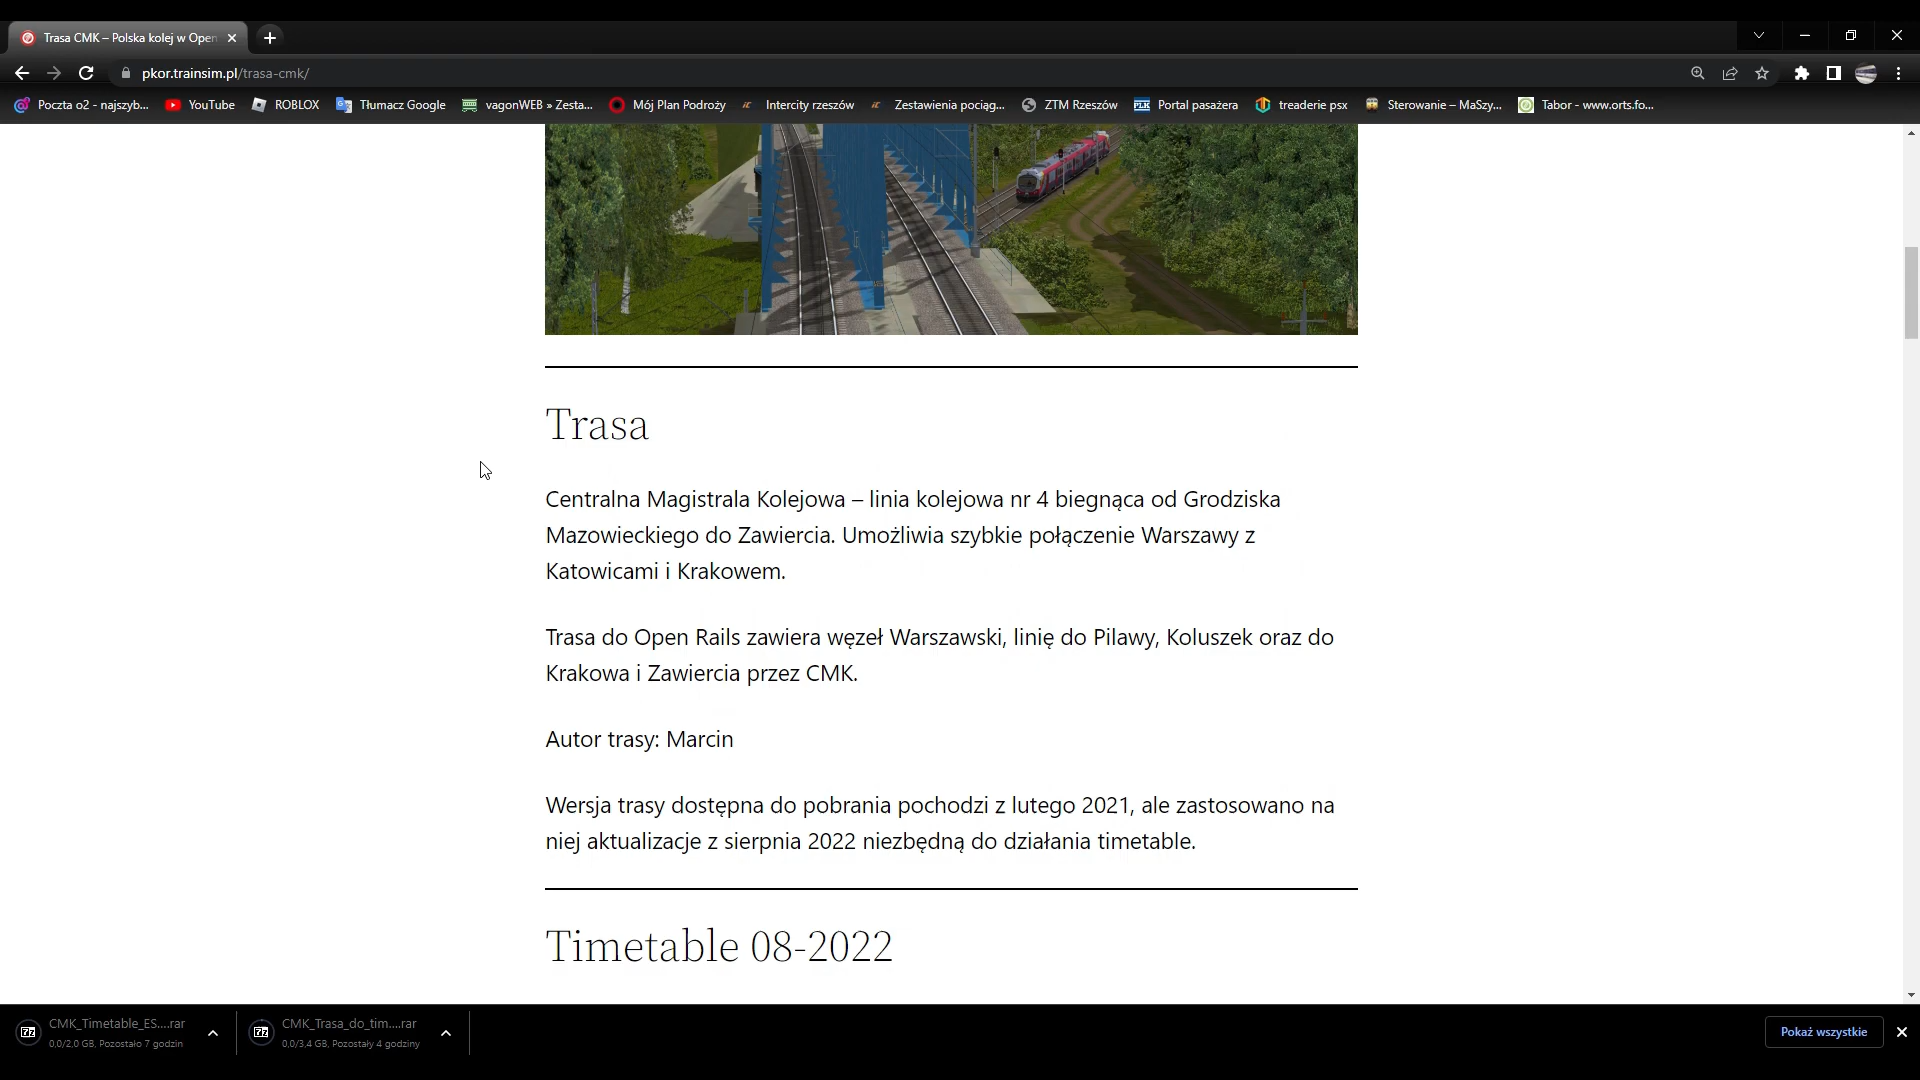 Trasa CMK – Polska kolej w Open
pkor.trainsim.pl/trasa-cmk/
Poczta o2 - najszyb...
YouTube
ROBLOX
Tłumacz Google
vagonWEB » Zesta...
Mój Plan Podroży
Intercity rzeszów
Zestawienia pociąg...
ZTM Rzeszów
PLK Portal pasażera
treaderie psx
Sterowanie – MaSzy...
Tabor - www.orts.fo...
Trasa
Centralna Magistrala Kolejowa – linia kolejowa nr 4 biegnąca od Grodziska
Mazowieckiego do Zawiercia. Umożliwia szybkie połączenie Warszawy z
Katowicami i Krakowem.
Trasa do Open Rails zawiera węzeł Warszawski, linię do Pilawy, Koluszek oraz do
Krakowa i Zawiercia przez CMK.
Autor trasy: Marcin
Wersja trasy dostępna do pobrania pochodzi z lutego 2021, ale zastosowano na
niej aktualizacje z sierpnia 2022 niezbędną do działania timetable.
Timetable 08-2022
CMK_Timetable_ES....rar
0,0/2,0 GB, Pozostało 7 godzin
CMK_Trasa_do_tim....rar
0,0/3,4 GB, Pozostały 4 godziny
Pokaż wszystkie